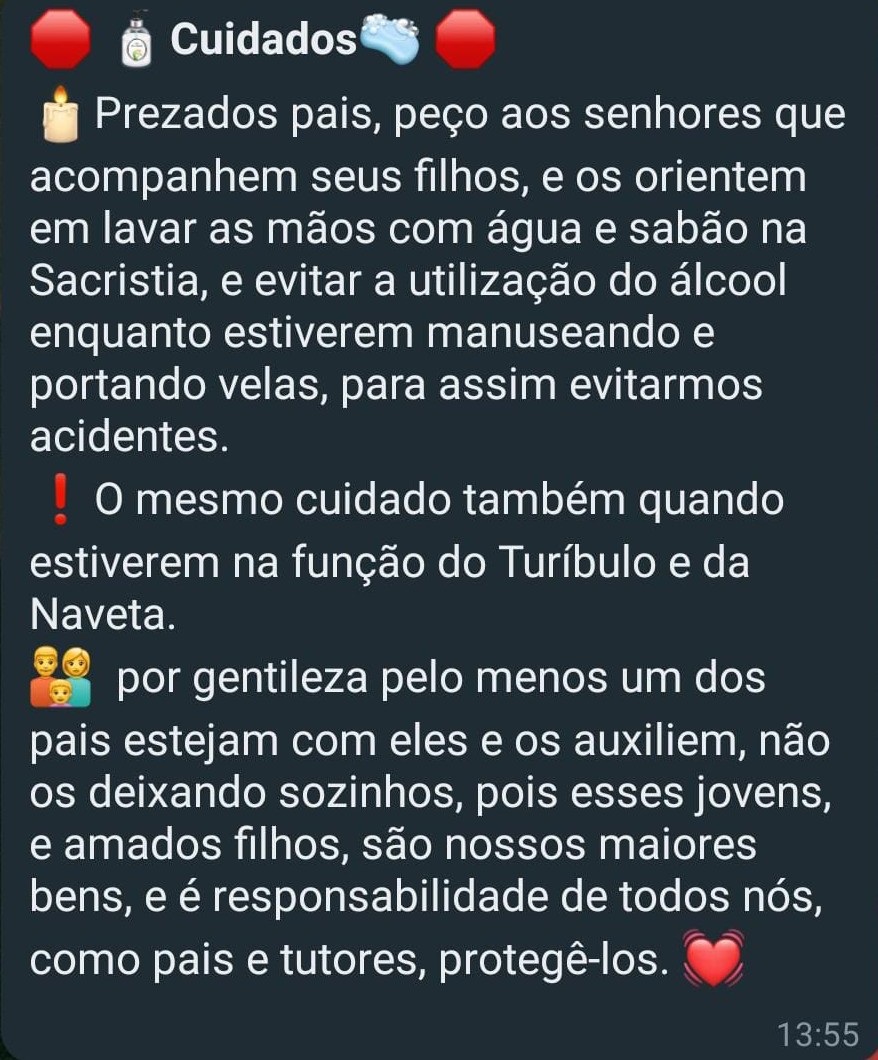 🛑 🧴 Cuidados🧼 🛑
🕯️ Prezados pais, peço aos senhores que
acompanhem seus filhos, e os orientem
em lavar as mãos com água e sabão na
Sacristia, e evitar a utilização do álcool
enquanto estiverem manuseando e
portando velas, para assim evitarmos
acidentes.
❗ O mesmo cuidado também quando
estiverem na função do Turíbulo e da
Naveta.
👨‍👩‍👦 por gentileza pelo menos um dos
pais estejam com eles e os auxiliem, não
os deixando sozinhos, pois esses jovens,
e amados filhos, são nossos maiores
bens, e é responsabilidade de todos nós,
como pais e tutores, protegê-los. 💓
13:55